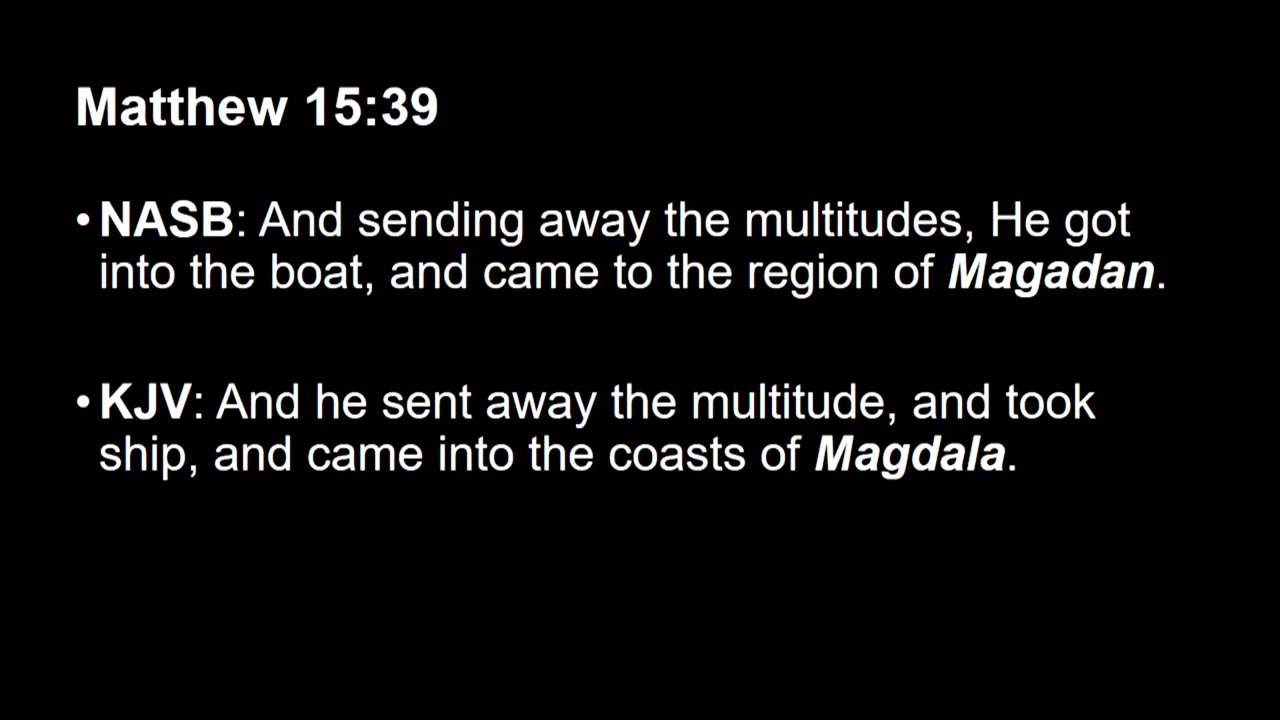 Matthew 15:39
• NASB: And sending away the multitudes, He got
into the boat, and came to the region of Magadan.
• KJV: And he sent away the multitude, and took
ship, and came into the coasts of Magdala.